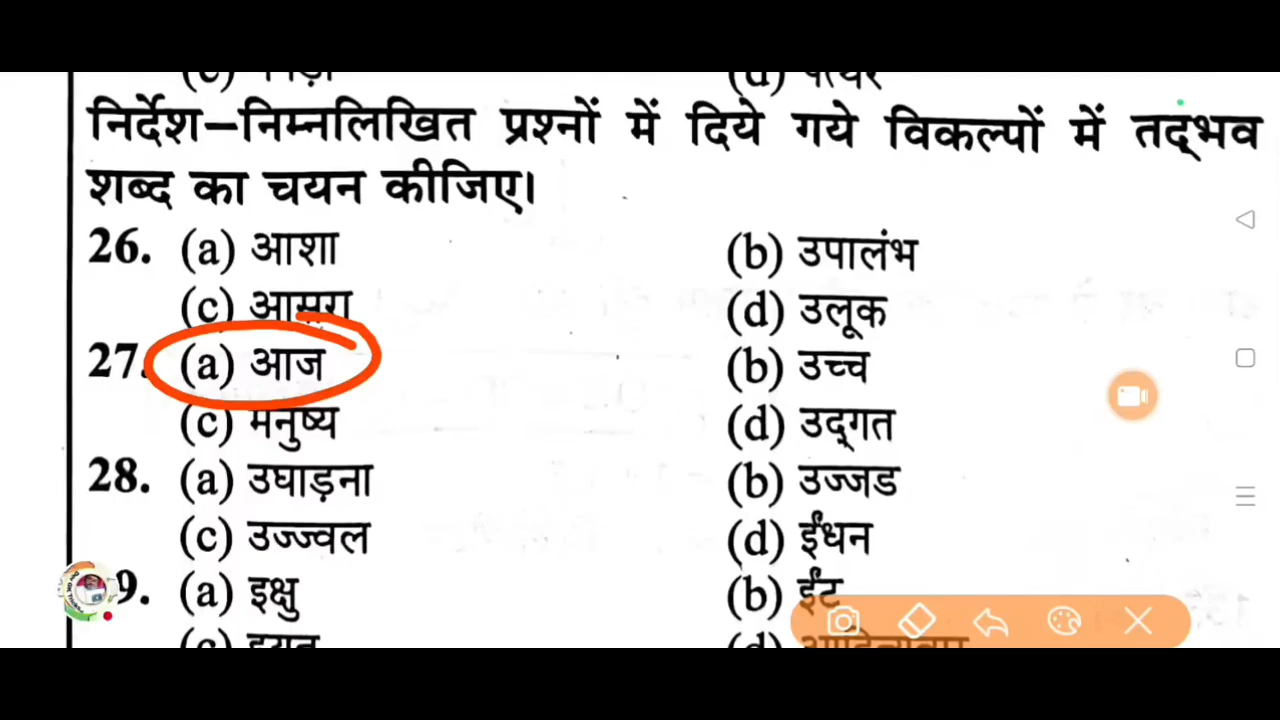 निर्देश–निम्नलिखित प्रश्नों में दिये गये विकल्पों में तद्‌भव
शब्द का चयन कीजिए।
26. (a) आशा (b) उपालंभ
(c) आसरा (d) उलूक
27. (a) आज (b) उच्च
(c) मनुष्य (d) उद्‌गत
28. (a) उघाड़ना (b) उज्जड
(c) उज्ज्वल (d) ईंधन
9. (a) इक्षु (b) ईंट